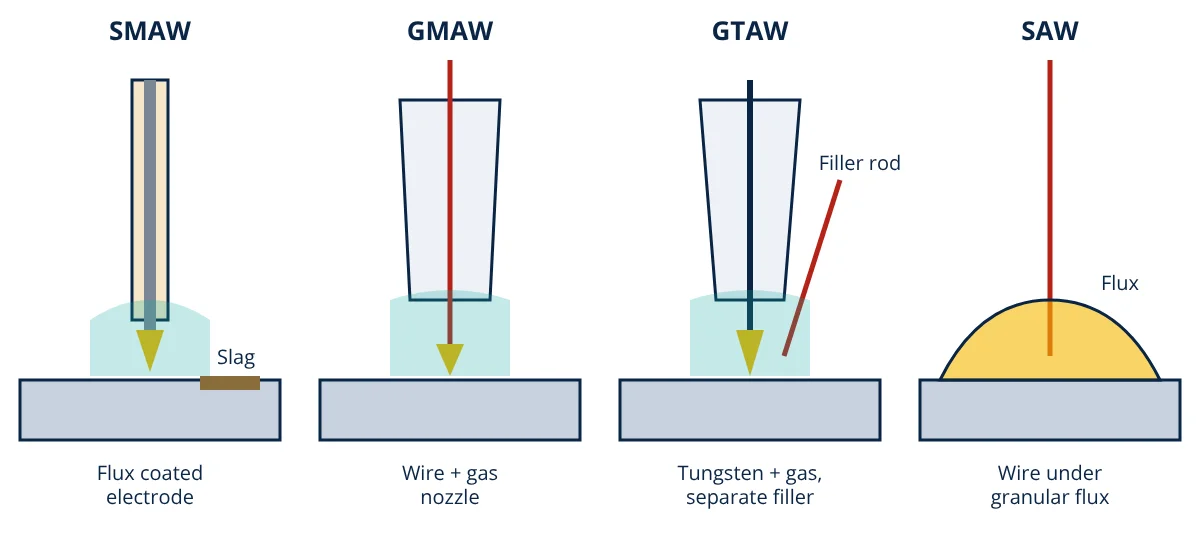 SMAW
GMAW
GTAW
SAW
Filler rod
Flux
Slag
Flux coated
electrode
Wire + gas
nozzle
Tungsten + gas,
separate filler
Wire under
granular flux